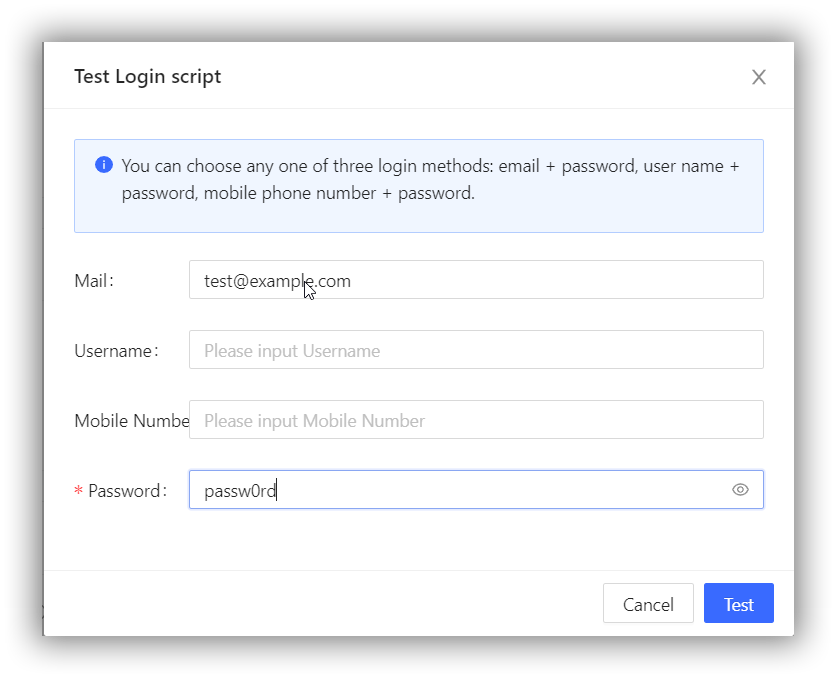 Test Login script
You can choose any one of three login methods: email + password, user name +
password, mobile phone number + password.
Mail:
test@example.com
Username:
Please input Username
Mobile Numbe
Please input Mobile Number
* Password:
passw0rd
Cancel
Test